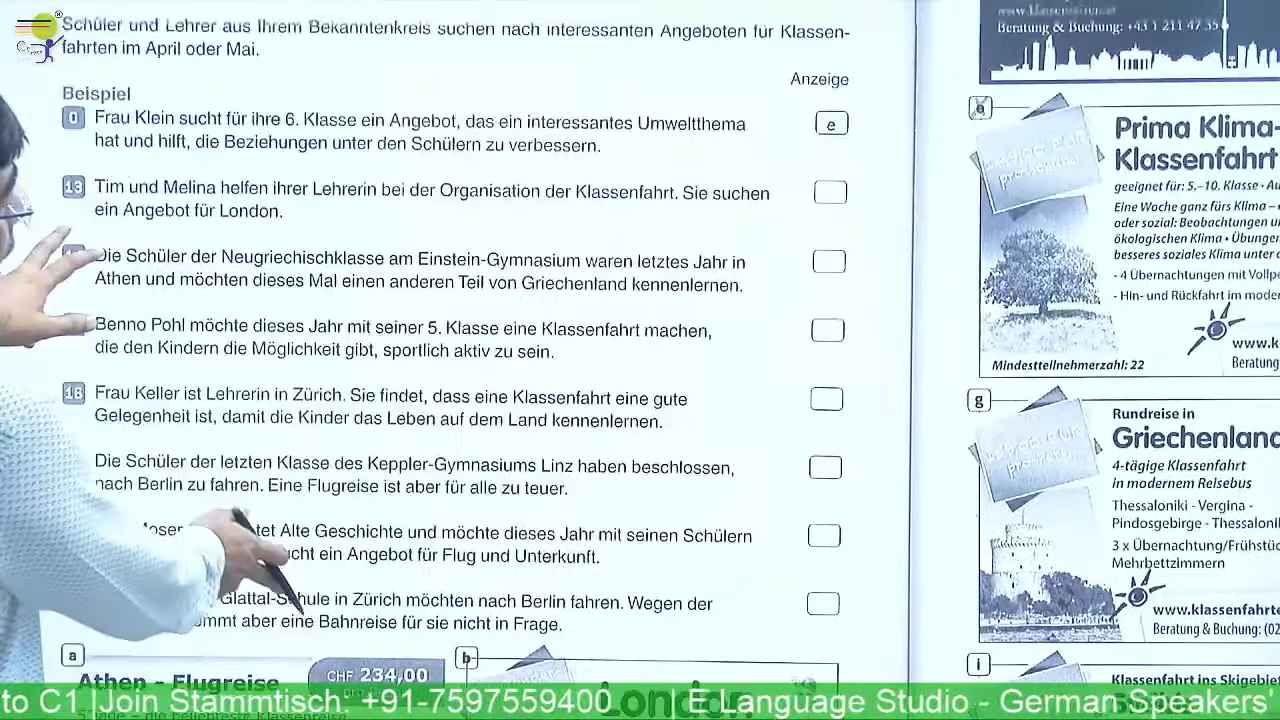 Schüler und Lehrer aus Ihrem Bekanntenkreis suchen nach interessanten Angeboten für Klassen-
fahrten im April oder Mai.
Anzeige
Beispiel
0 Frau Klein sucht für ihre 6. Klasse ein Angebot, das ein interessantes Umweltthema
hat und hilft, die Beziehungen unter den Schülern zu verbessern.
e
13 Tim und Melina helfen ihrer Lehrerin bei der Organisation der Klassenfahrt. Sie suchen
ein Angebot für London.
Die Schüler der Neugriechischklasse am Einstein-Gymnasium waren letztes Jahr in
Athen und möchten dieses Mal einen anderen Teil von Griechenland kennenlernen.
Benno Pohl möchte dieses Jahr mit seiner 5. Klasse eine Klassenfahrt machen,
die den Kindern die Möglichkeit gibt, sportlich aktiv zu sein.
16 Frau Keller ist Lehrerin in Zürich. Sie findet, dass eine Klassenfahrt eine gute
Gelegenheit ist, damit die Kinder das Leben auf dem Land kennenlernen.
Die Schüler der letzten Klasse des Keppler-Gymnasiums Linz haben beschlossen,
nach Berlin zu fahren. Eine Flugreise ist aber für alle zu teuer.
Moser tet Alte Geschichte und möchte dieses Jahr mit seinen Schülern
cht ein Angebot für Flug und Unterkunft.
Glattal-Schule in Zürich möchten nach Berlin fahren. Wegen der
mmt aber eine Bahnreise für sie nicht in Frage.
a
Athen - Flugreise
CHF 234,00
b
London
Beratung & Buchung: +43 1 211 47 35
e
Prima Klima-
Klassenfahrt
geeignet für: 5.-10. Klasse
Eine Woche ganz fürs Klima –
oder sozial: Beobachtungen
ökologischen Klima • Übungen
besseres soziales Klima unter
- 4 Übernachtungen mit Vollp
- Hin- und Rückfahrt im mode
www.k
Beratung
Mindestteilnehmerzahl: 22
g
Rundreise in
Griechenland
4-tägige Klassenfahrt
in modernem Reisebus
Thessaloniki - Vergina -
Pindosgebirge - Thessaloni
3 x Übernachtung/Frühstüc
Mehrbettzimmern
www.klassenfahrte
Beratung & Buchung: (02
i
Klassenfahrt ins Skigebiet
to C1. Join Stammtisch: +91-7597559400 E Language Studio - German Speakers'